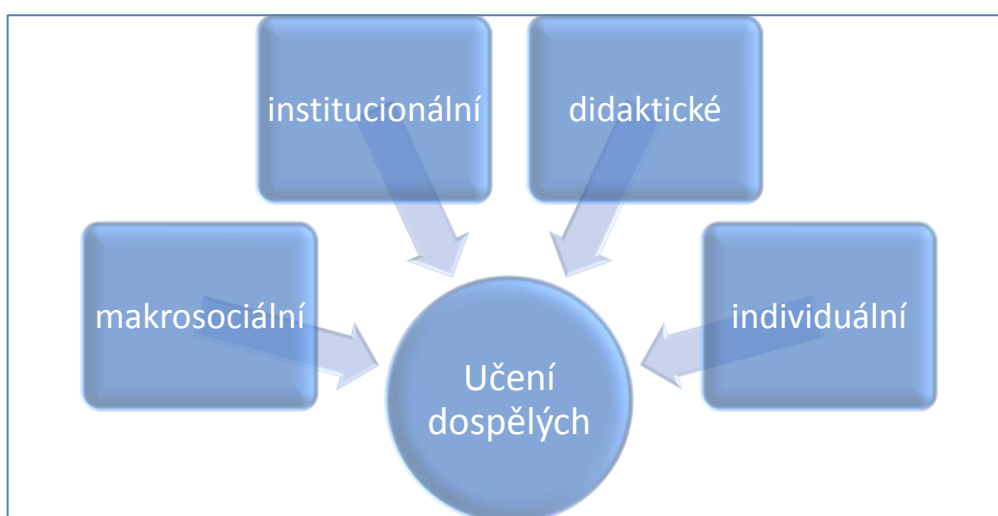 institucionální
didaktické
makrosociální
individuální
Učení
dospělých